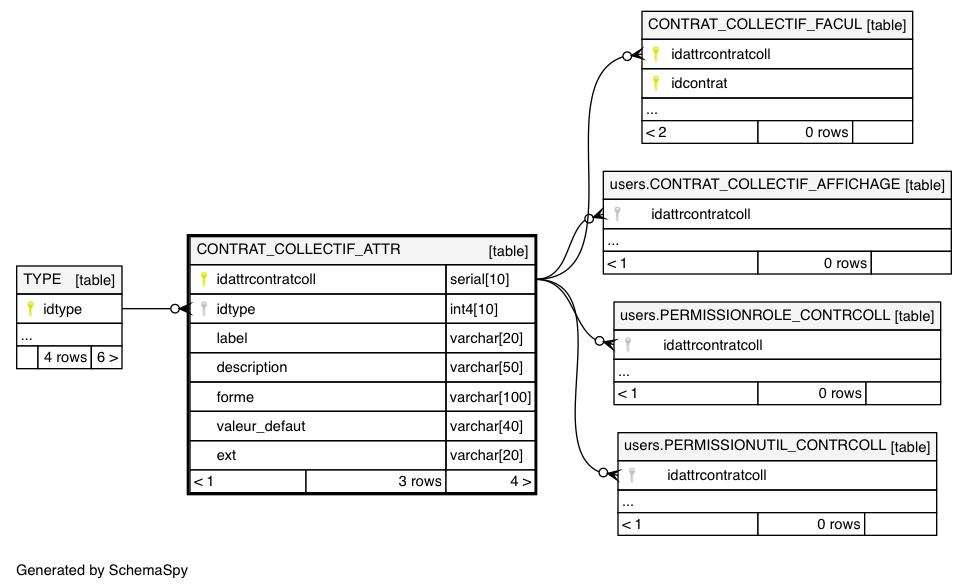 CONTRAT_COLLECTIF_FACUL [table]
idattrcontratcoll
idcontrat
...
< 2 0 rows
users.CONTRAT_COLLECTIF_AFFICHAGE [table]
idattrcontratcoll
...
< 1 0 rows
TYPE [table]
idtype
...
4 rows 6 >
CONTRAT_COLLECTIF_ATTR [table]
idattrcontratcoll serial[10]
idtype int4[10]
label varchar[20]
description varchar[50]
forme varchar[100]
valeur_defaut varchar[40]
ext varchar[20]
< 1 3 rows 4 >
users.PERMISSIONROLE_CONTRCOLL [table]
idattrcontratcoll
...
< 1 0 rows
users.PERMISSIONUTIL_CONTRCOLL [table]
idattrcontratcoll
...
< 1 0 rows
Generated by SchemaSpy